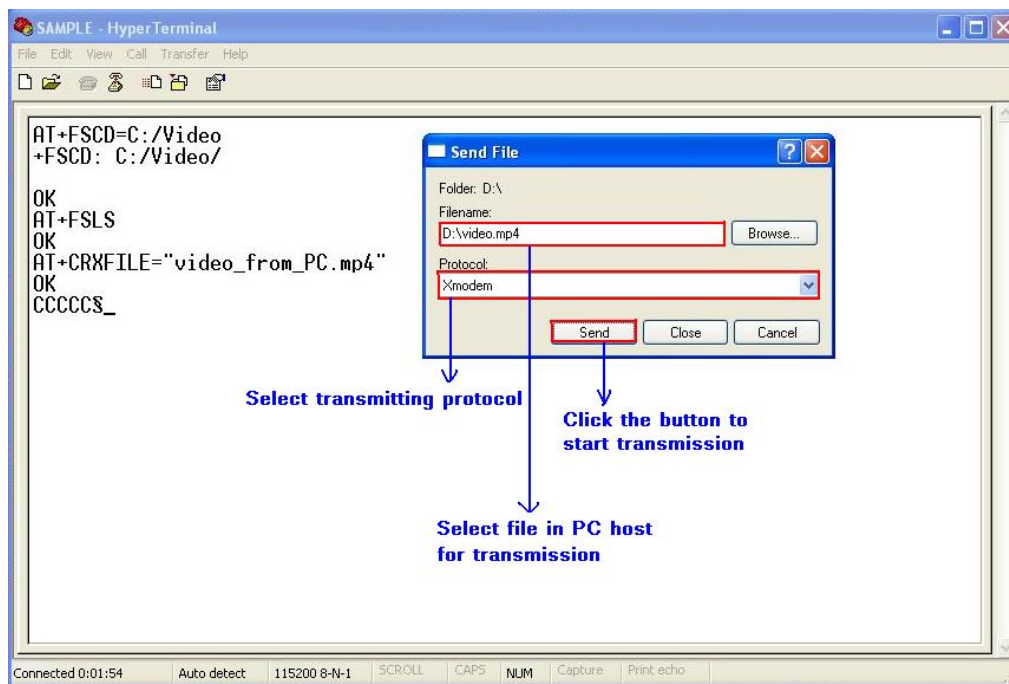 SAMPLE - HyperTerminal
File Edit View Call Transfer Help
AT+FSCD=C:/Video
+FSCD: C:/Video/
OK
AT+FSLS
OK
AT+CRXFILE="video_from_PC.mp4"
OK
CCCCC§_
Send File
Folder: D:\
Filename:
D:\video.mp4
Browse...
Protocol:
Xmodem
Send Close Cancel
Select transmitting protocol
Click the button to
start transmission
Select file in PC host
for transmission
Connected 0:01:54 Auto detect 115200 8-N-1 SCROLL CAPS NUM Capture Print echo